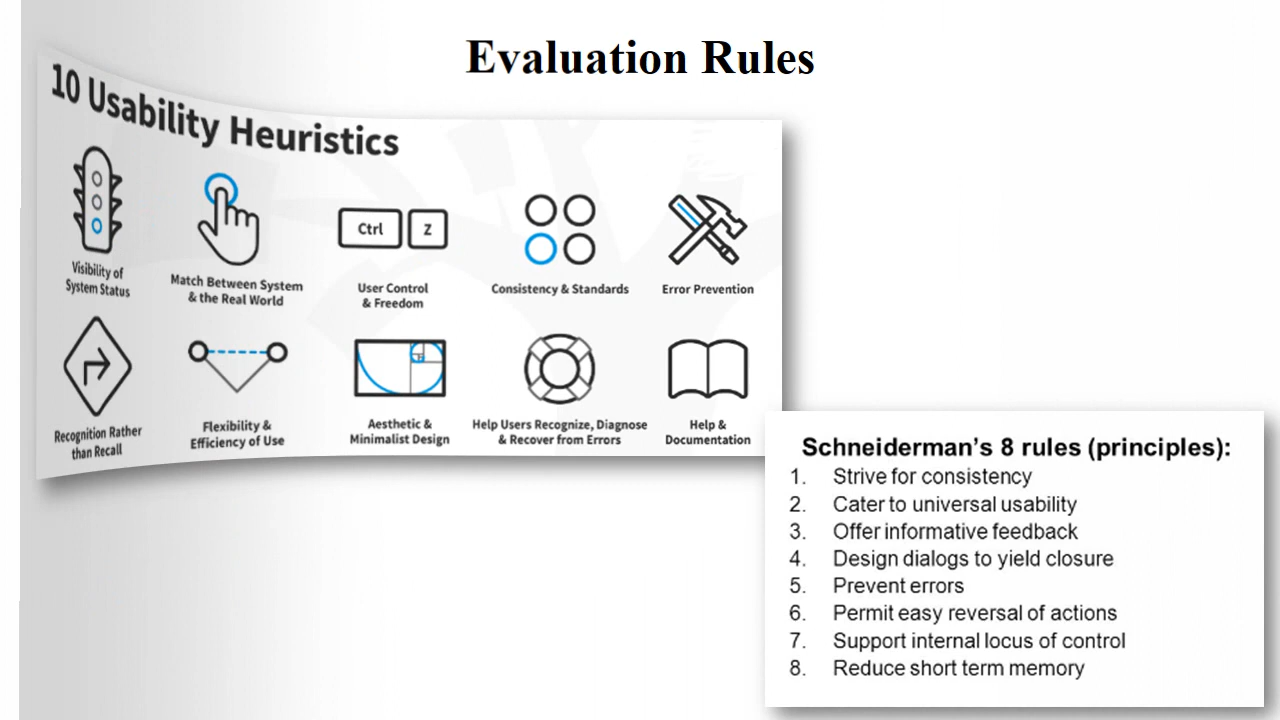 Evaluation Rules
10 Usability Heuristics
Ctrl
Z
Visibility of
System Status
Match Between System
& the Real World
User Control
& Freedom
Consistency & Standards
Error Prevention
Recognition Rather
than Recall
Flexibility &
Efficiency of Use
Aesthetic &
Minimalist Design
Help Users Recognize, Diagnose
& Recover from Errors
Help &
Documentation
Schneiderman's 8 rules (principles):
1. Strive for consistency
2. Cater to universal usability
3. Offer informative feedback
4. Design dialogs to yield closure
5. Prevent errors
6. Permit easy reversal of actions
7. Support internal locus of control
8. Reduce short term memory